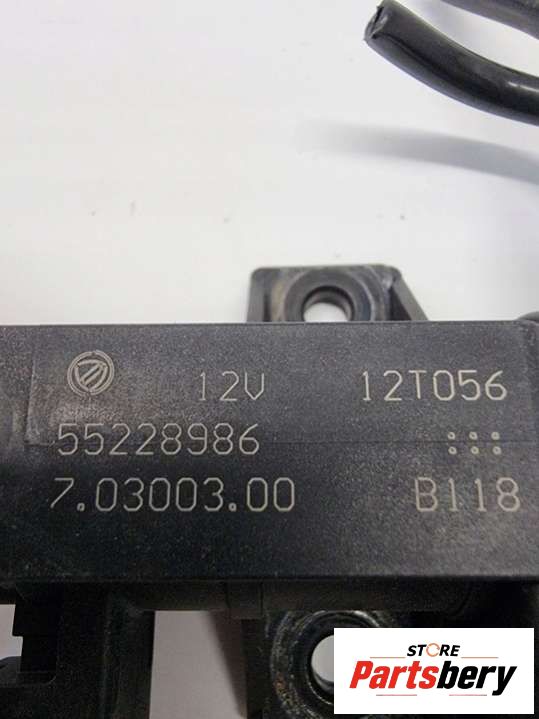 12V 12T056
55228986
7.03003.00 B118
STORE
Partsbery